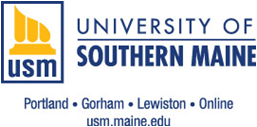 usm
UNIVERSITY OF
SOUTHERN MAINE
Portland • Gorham • Lewiston • Online
usm.maine.edu